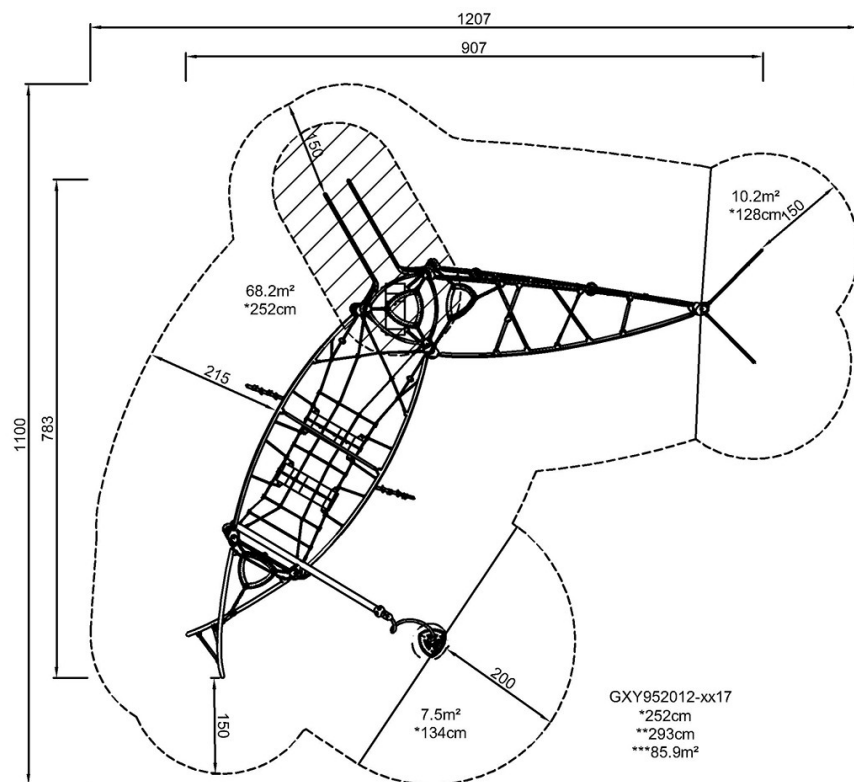 1207
907
150
10.2m²
*128cm
150
68.2m²
*252cm
215
1100
783
200
7.5m²
*134cm
150
GXY952012-xx17
*252cm
**293cm
***85.9m²